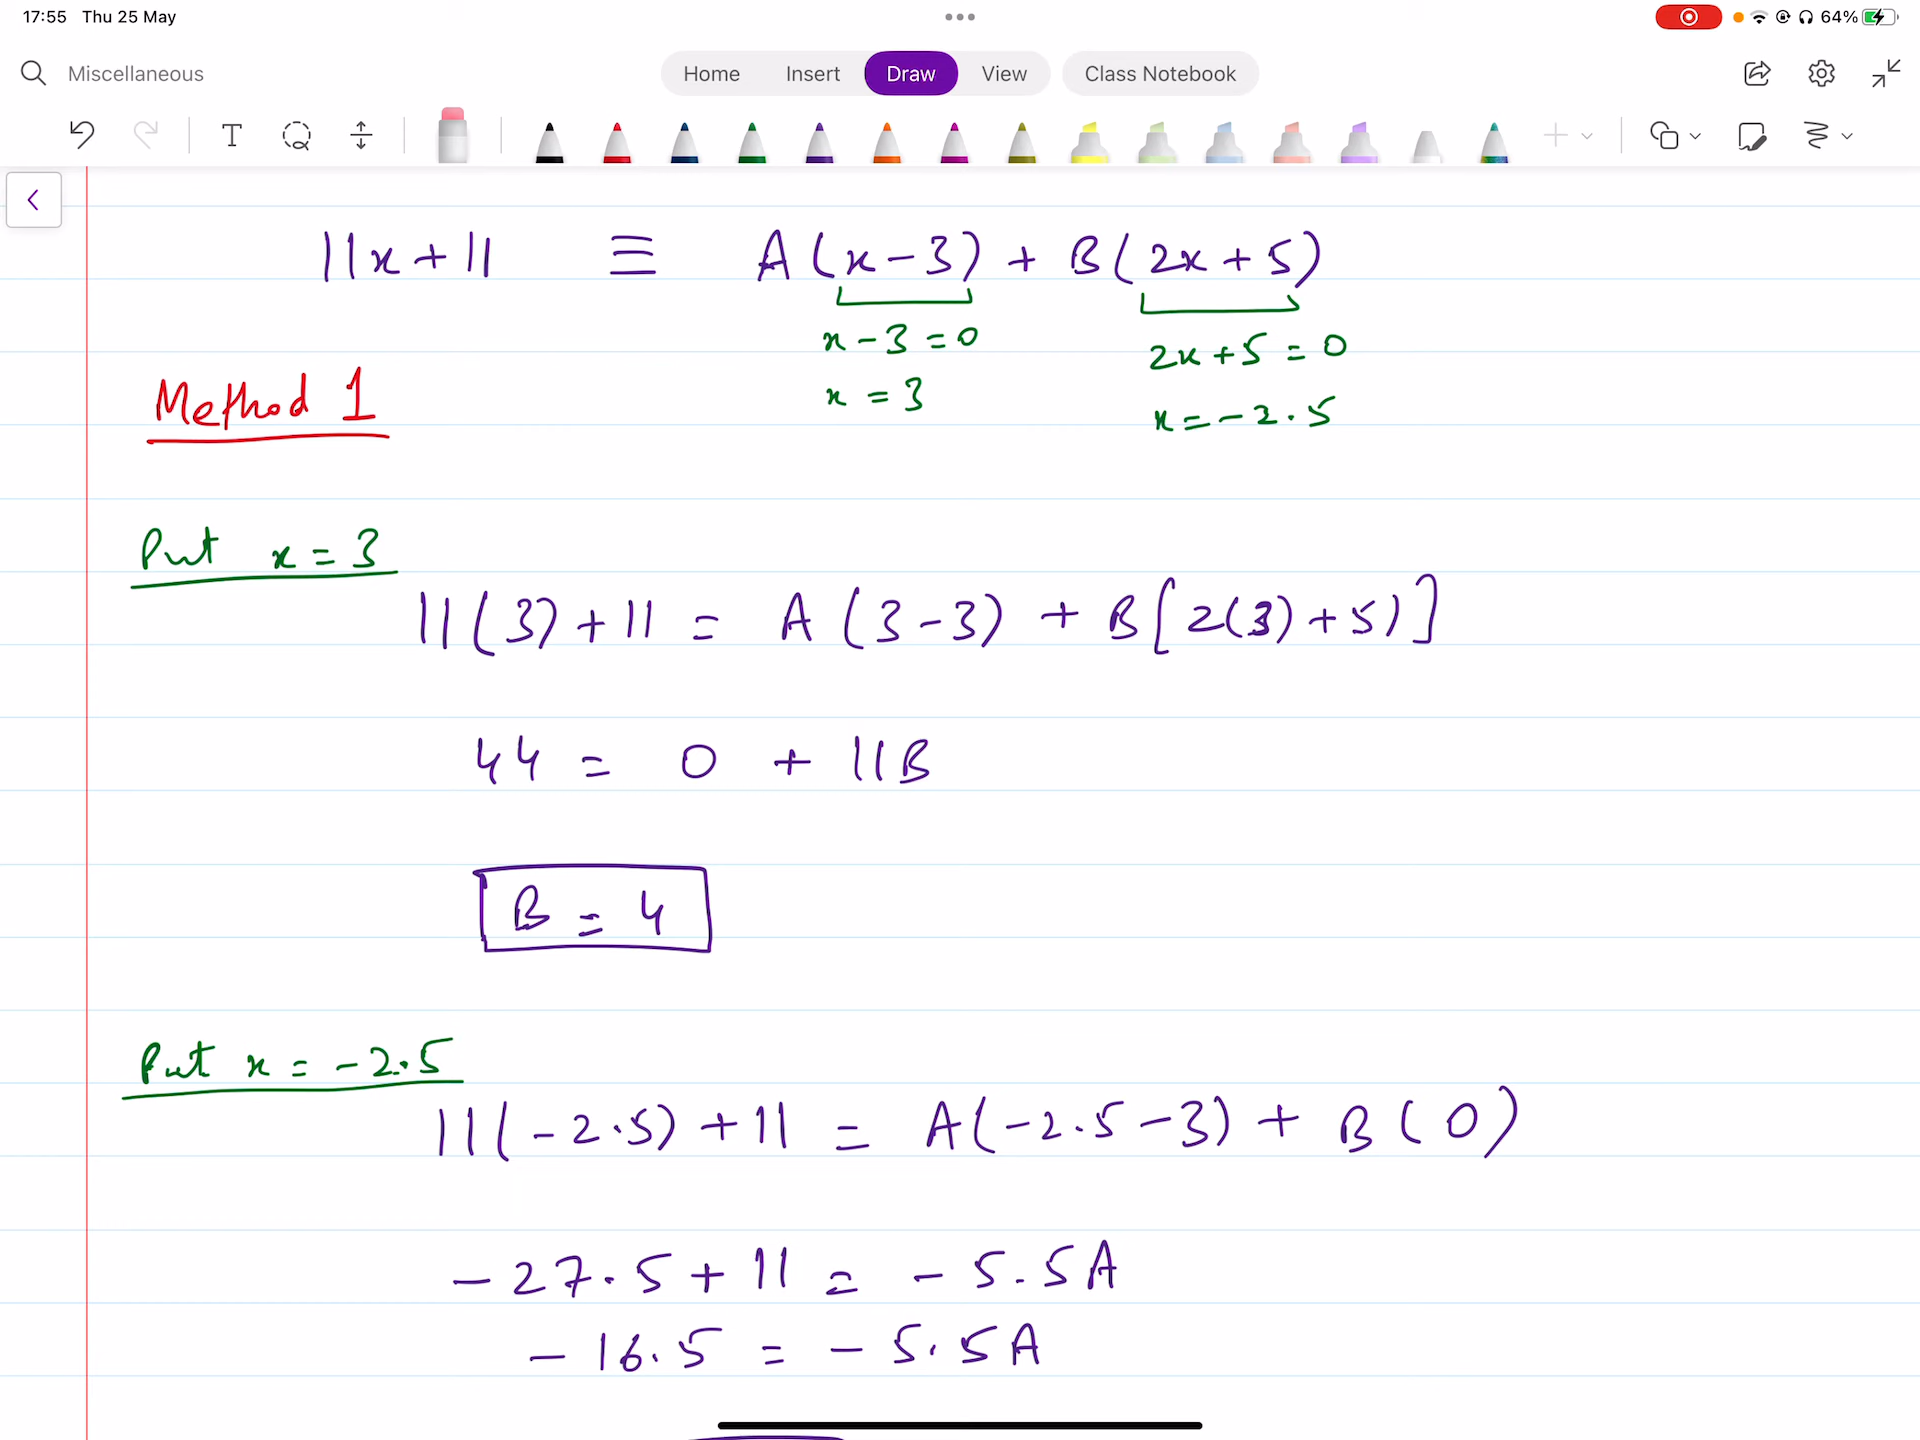 17:55 Thu 25 May
64%
Miscellaneous
Home Insert Draw View Class Notebook
T
11x+11 ≡ A(x-3) + B(2x+5)
x-3=0
2x+5=0
x=3
x=-2.5
Method 1
Put x=3
11(3)+11 = A(3-3) + B[2(3)+5)]
44 = 0 + 11B
B = 4
Put x = -2.5
11(-2.5)+11 = A(-2.5-3) + B(0)
-27.5+11 = -5.5A
-16.5 = -5.5A